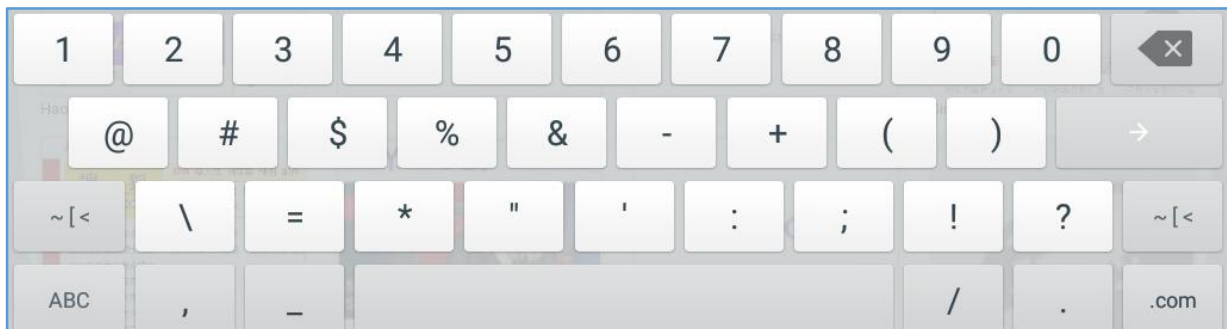 1 2 3 4 5 6 7 8 9 0
@ # $ % & - + ( )
~ [ < \ = * " ' : ; ! ? ~ [ <
ABC , _ / . .com